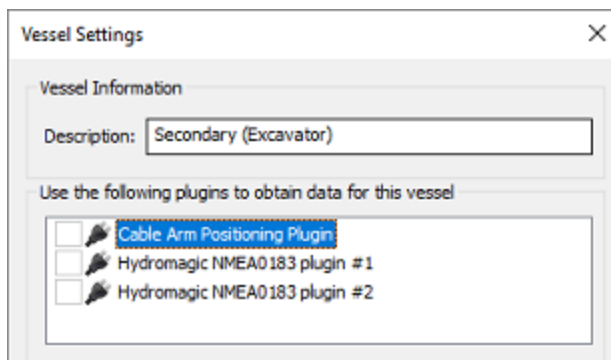 Vessel Settings
Vessel Information
Description: Secondary (Excavator)
Use the following plugins to obtain data for this vessel
Cable Arm Positioning Plugin
Hydromagic NMEA0183 plugin #1
Hydromagic NMEA0183 plugin #2